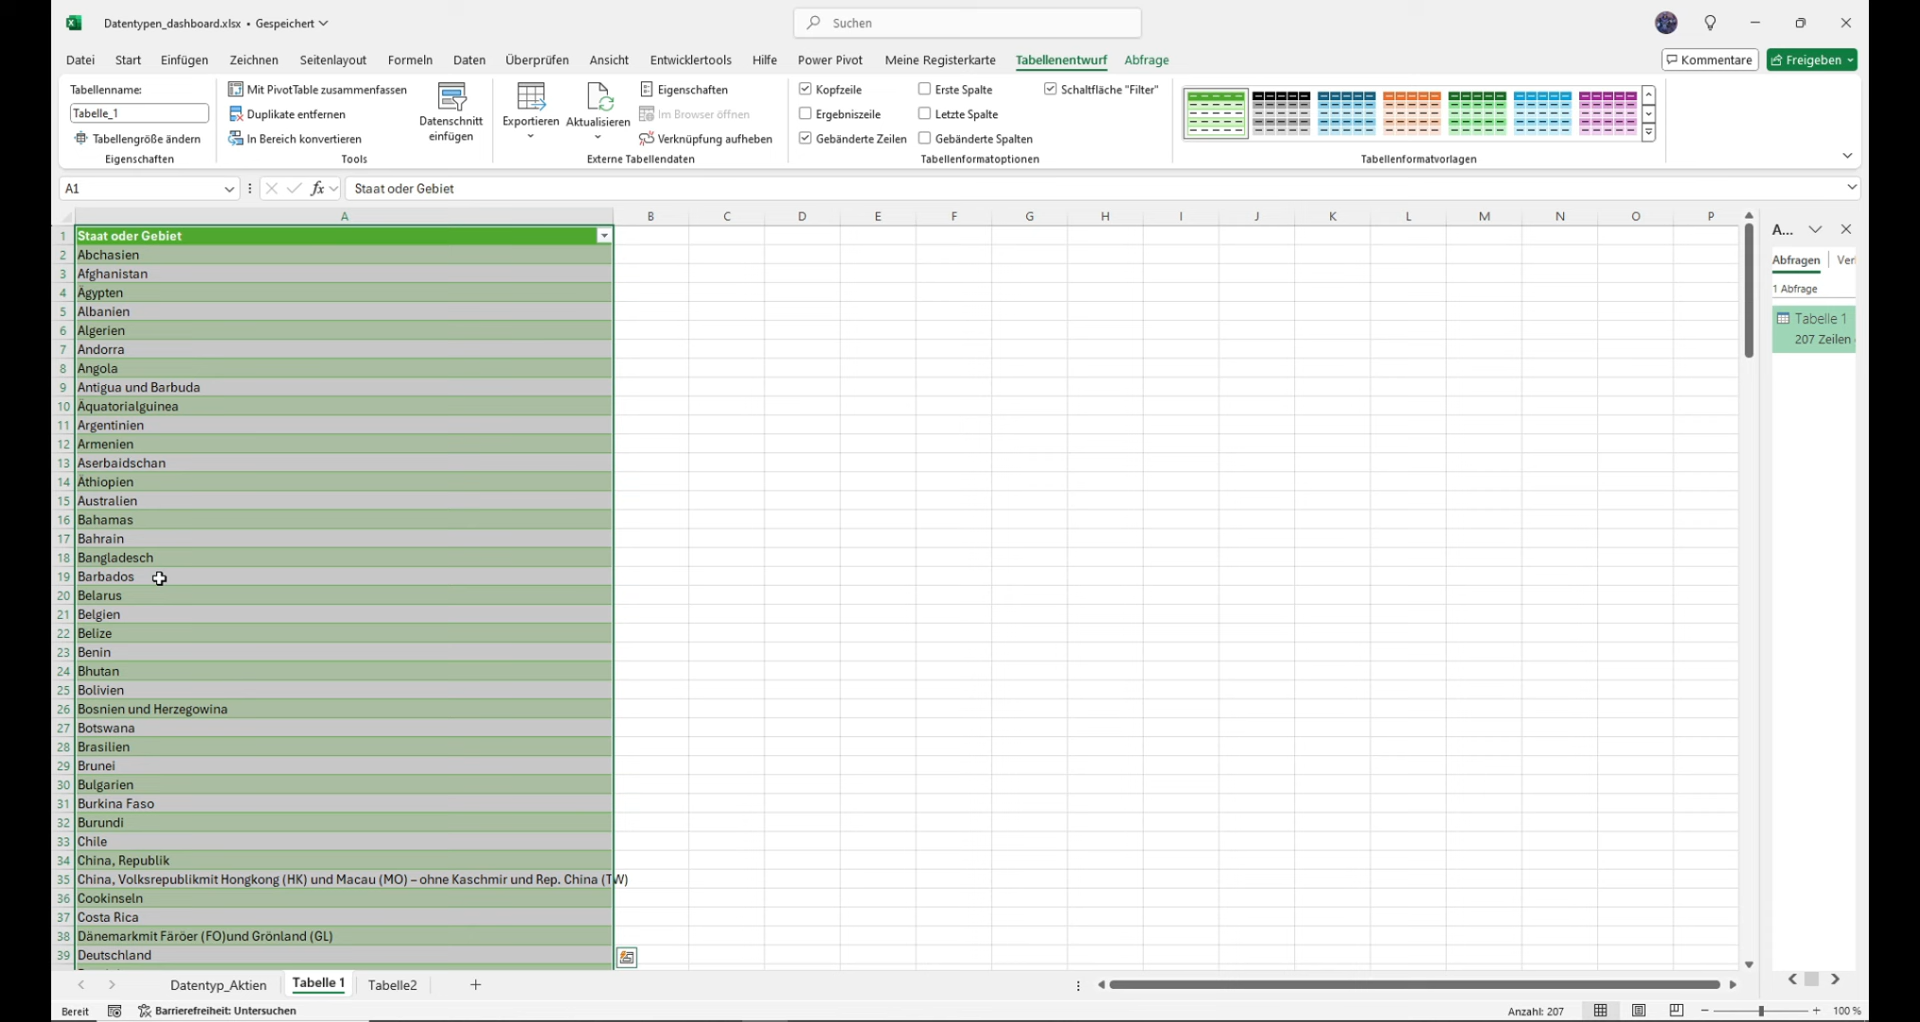 Datentypen_dashboard.xlsx • Gespeichert
Suchen
Datei Start Einfügen Zeichnen Seitenlayout Formeln Daten Überprüfen Ansicht Entwicklertools Hilfe Power Pivot Meine Registerkarte Tabellenentwurf Abfrage
Kommentare Freigeben
Tabellenname:
Tabelle_1
Tabellengröße ändern
Eigenschaften
Mit PivotTable zusammenfassen
Duplikate entfernen
In Bereich konvertieren
Datenschnitt
einfügen
Tools
Exportieren
Aktualisieren
Eigenschaften
Im Browser öffnen
Verknüpfung aufheben
Externe Tabellendaten
Kopfzeile Erste Spalte Schaltfläche "Filter"
Ergebniszeile Letzte Spalte
Gebänderte Zeilen Gebänderte Spalten
Tabellenformatoptionen
Tabellenformatvorlagen
A1 fx Staat oder Gebiet
A B C D E F G H I J K L M N O P
1 Staat oder Gebiet
2 Abchasien
3 Afghanistan
4 Ägypten
5 Albanien
6 Algerien
7 Andorra
8 Angola
9 Antigua und Barbuda
10 Äquatorialguinea
11 Argentinien
12 Armenien
13 Aserbaidschan
14 Äthiopien
15 Australien
16 Bahamas
17 Bahrain
18 Bangladesch
19 Barbados
20 Belarus
21 Belgien
22 Belize
23 Benin
24 Bhutan
25 Bolivien
26 Bosnien und Herzegowina
27 Botswana
28 Brasilien
29 Brunei
30 Bulgarien
31 Burkina Faso
32 Burundi
33 Chile
34 China, Republik
35 China, Volksrepublikmit Hongkong (HK) und Macau (MO) – ohne Kaschmir und Rep. China (TW)
36 Cookinseln
37 Costa Rica
38 Dänemarkmit Färöer (FO)und Grönland (GL)
39 Deutschland
A...
Abfragen Ver
1 Abfrage
Tabelle 1
207 Zeilen
Datentyp_Aktien Tabelle 1 Tabelle2
Bereit Barrierefreiheit: Untersuchen Anzahl: 207 100 %